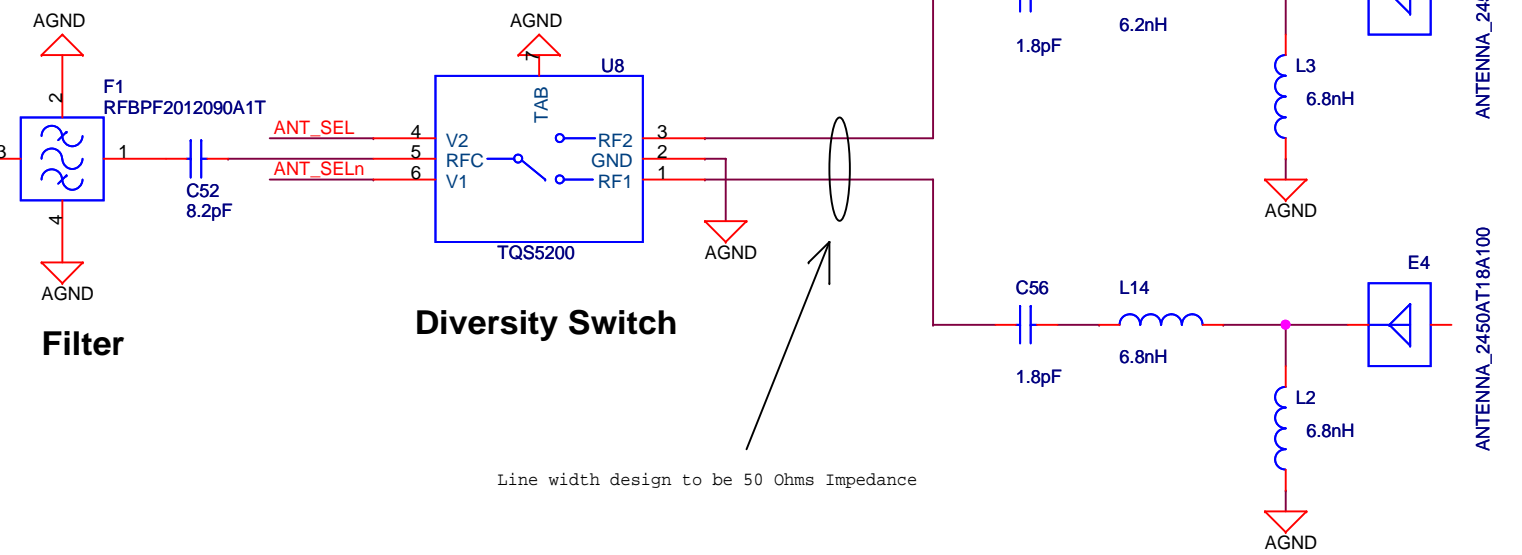 AGND
F1
RFBPF2012090A1T
2
3
1
4
AGND
Filter
C52
8.2pF
ANT_SEL
ANT_SELn
4
5
6
AGND
7
U8
TAB
V2
RFC
V1
RF2
GND
RF1
3
2
1
TQS5200
AGND
Diversity Switch
Line width design to be 50 Ohms Impedance
1.8pF
6.2nH
L3
6.8nH
AGND
C56
1.8pF
L14
6.8nH
E4
ANTENNA_2450AT18A100
L2
6.8nH
AGND